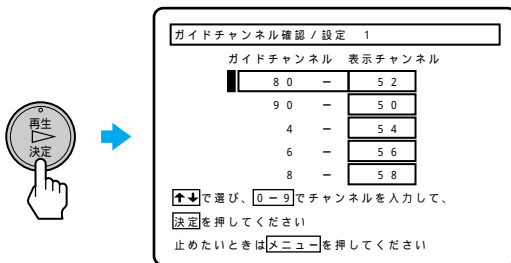 再生
決定
ガイドチャンネル確認/設定 1
ガイドチャンネル 表示チャンネル
80 − 52
90 − 50
4 − 54
6 − 56
8 − 58
↑↓で選び、0−9でチャンネルを入力して、
決定を押してください
止めたいときはメニューを押してください